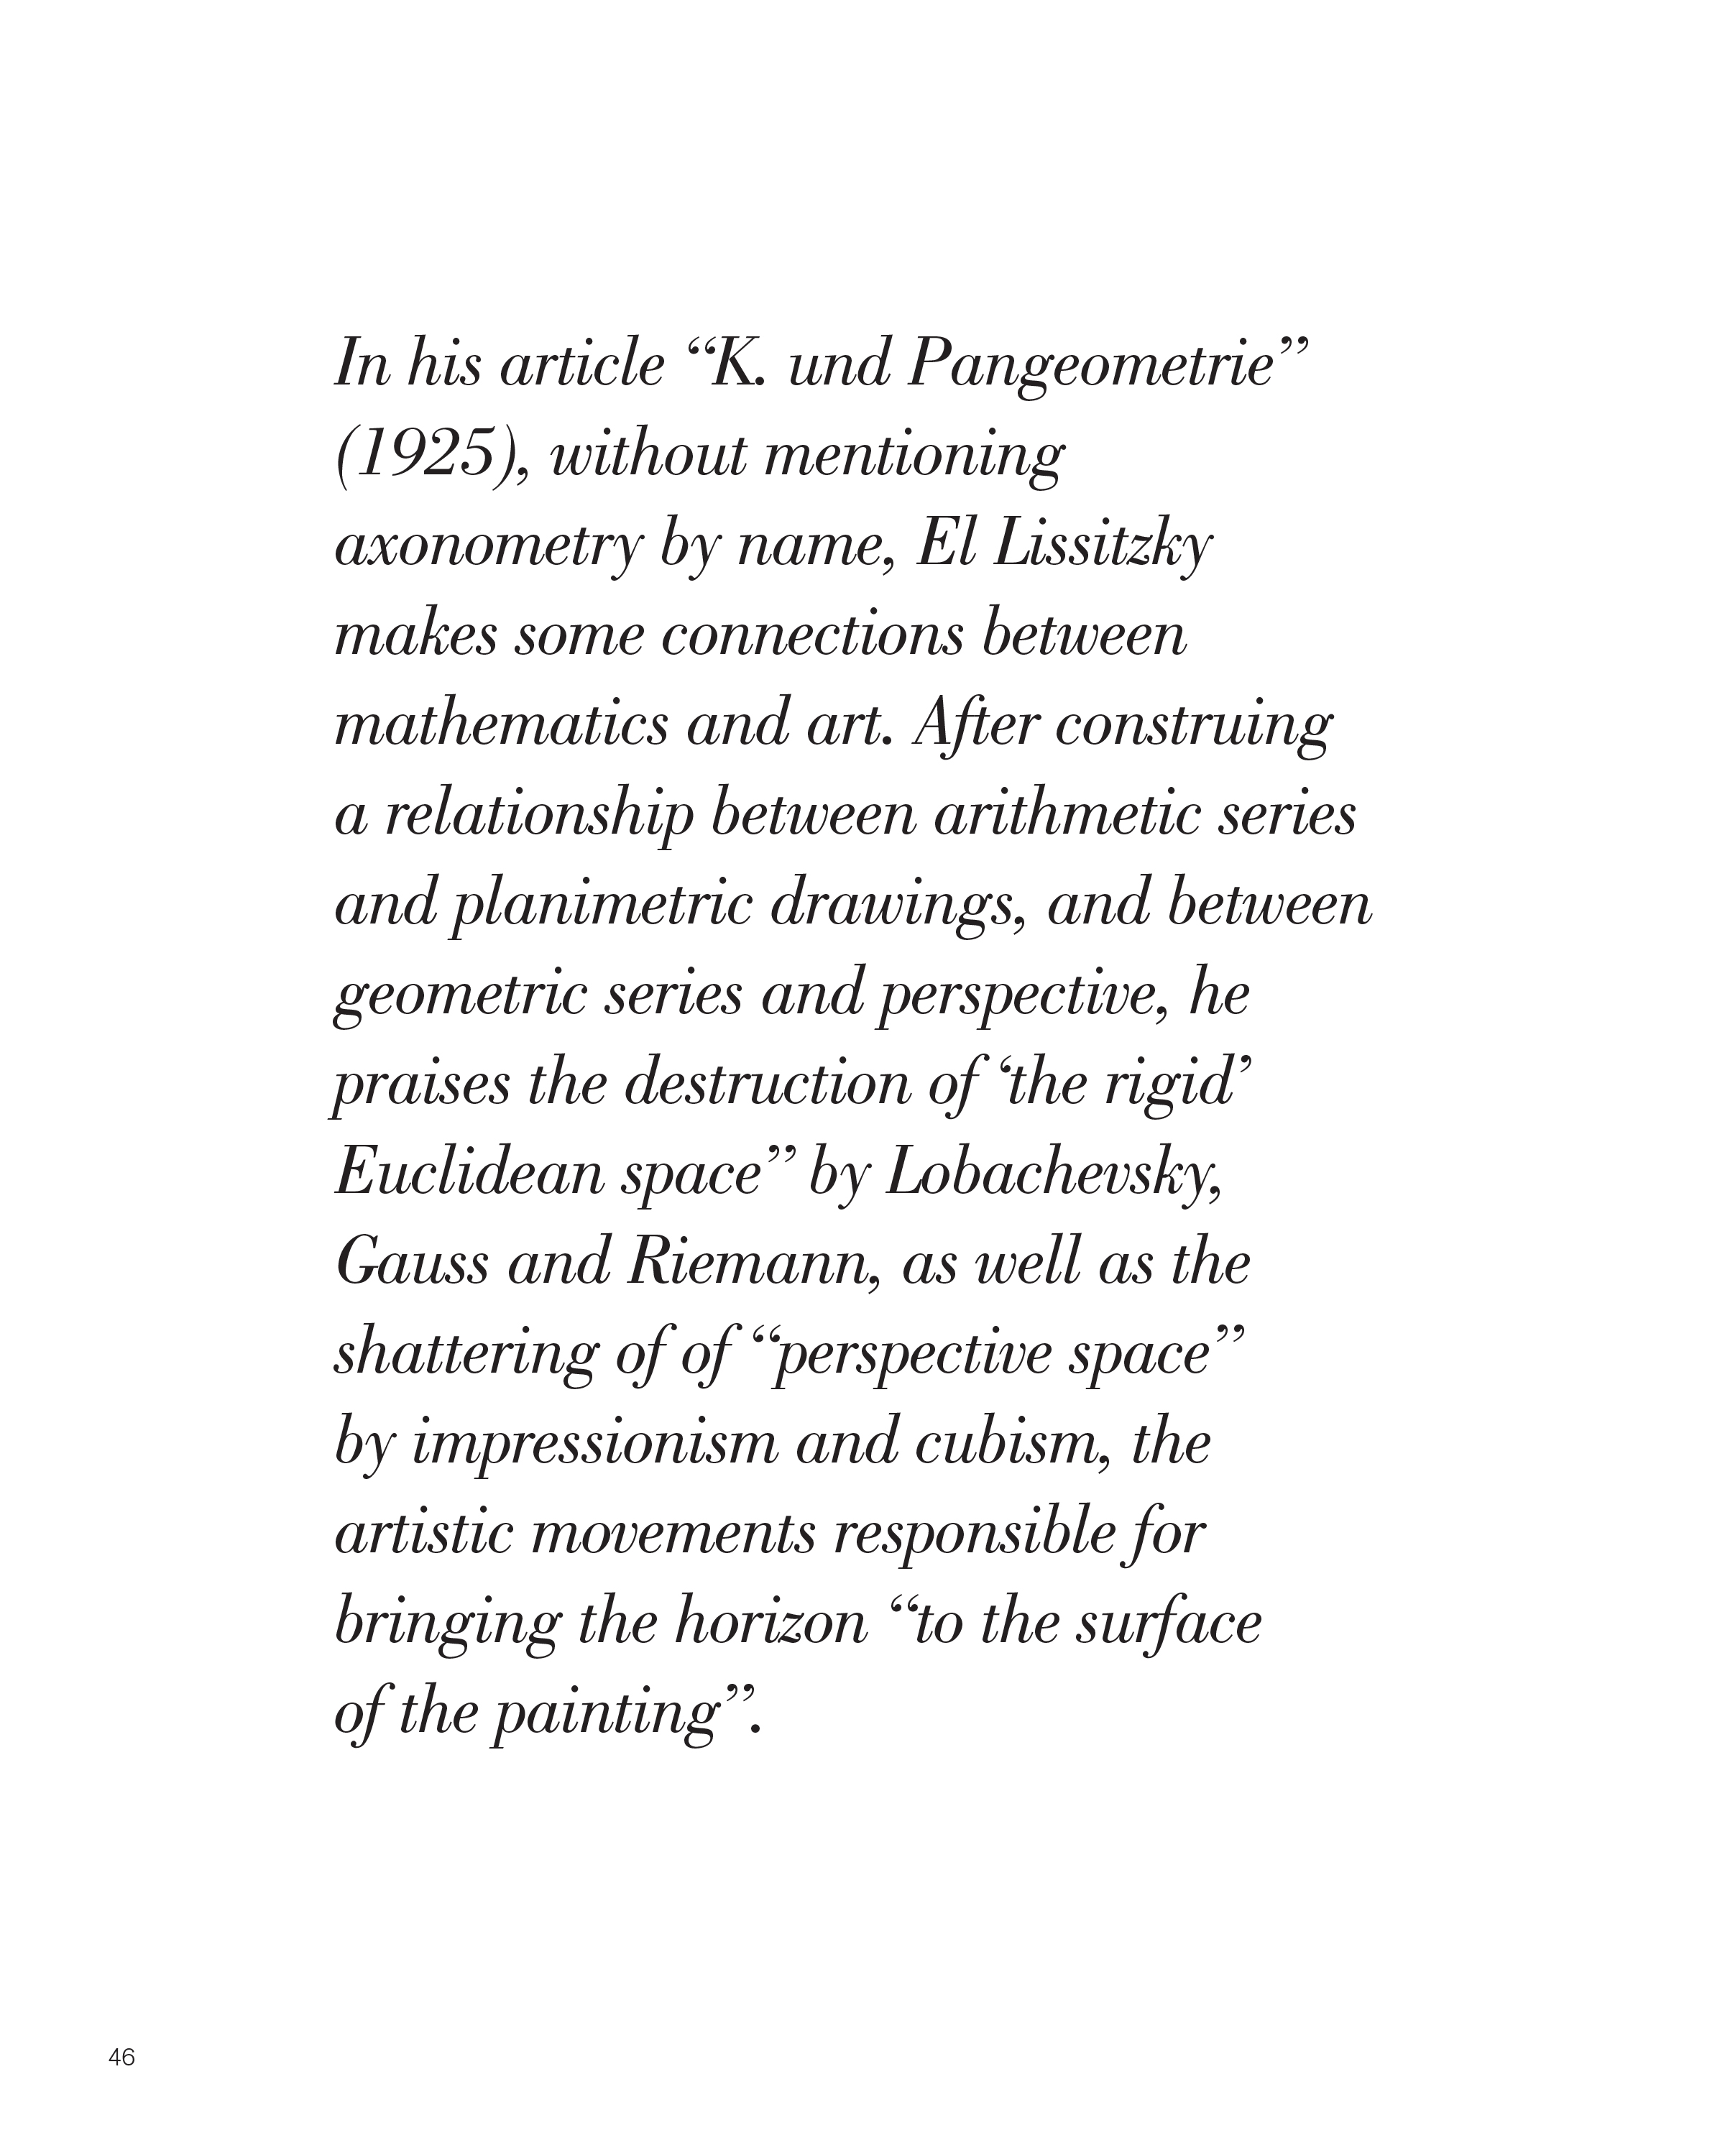 In his article “K. und Pangeometrie”
(1925), without mentioning
axonometry by name, El Lissitzky
makes some connections between
mathematics and art. After construing
a relationship between arithmetic series
and planimetric drawings, and between
geometric series and perspective, he
praises the destruction of ‘the rigid’
Euclidean space” by Lobachevsky,
Gauss and Riemann, as well as the
shattering of of “perspective space”
by impressionism and cubism, the
artistic movements responsible for
bringing the horizon “to the surface
of the painting”.
46